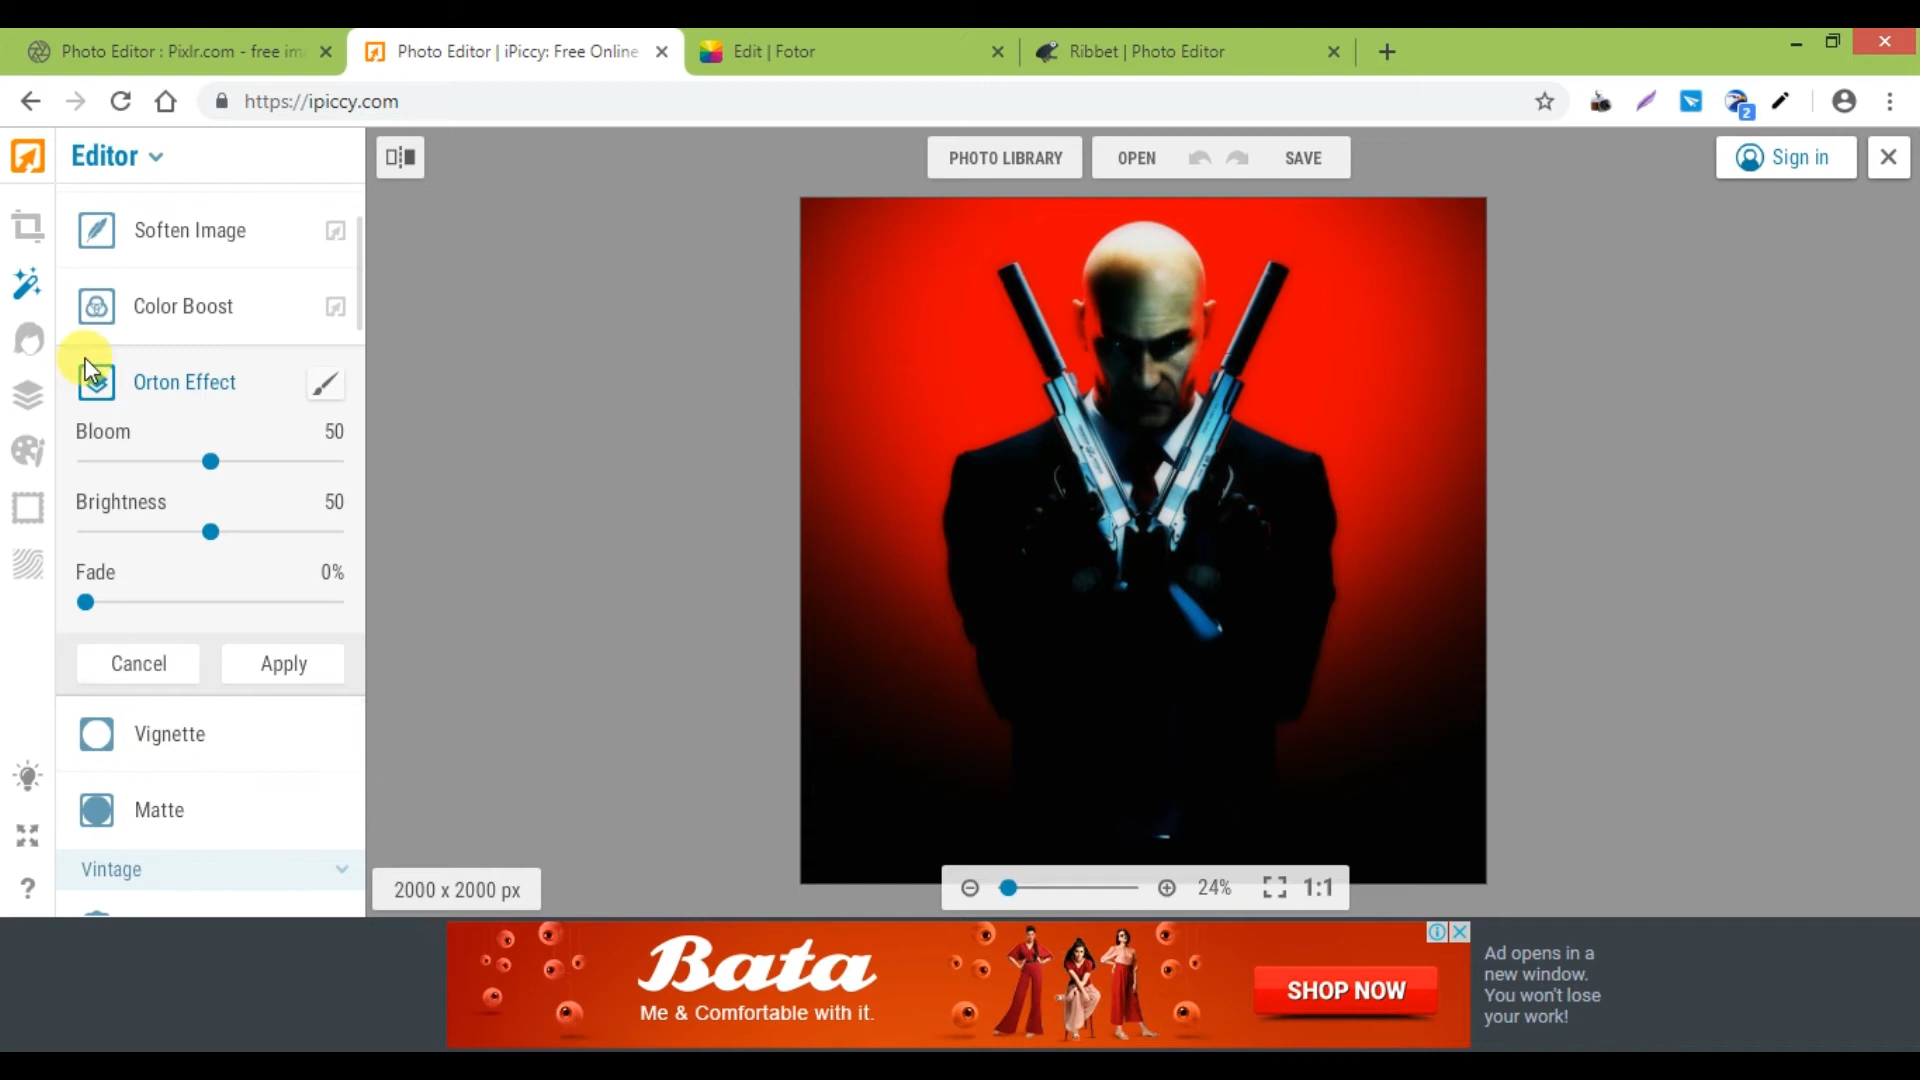 Photo Editor : Pixlr.com - free im
Photo Editor | iPiccy: Free Online
Edit | Fotor
Ribbet | Photo Editor
https://ipiccy.com
2
Editor
PHOTO LIBRARY
OPEN
SAVE
Sign in
Soften Image
Color Boost
Orton Effect
Bloom 50
Brightness 50
Fade 0%
Cancel
Apply
Vignette
Matte
Vintage
?
2000 x 2000 px
24%
1:1
Bata
Me & Comfortable with it.
SHOP NOW
Ad opens in a
new window.
You won't lose
your work!